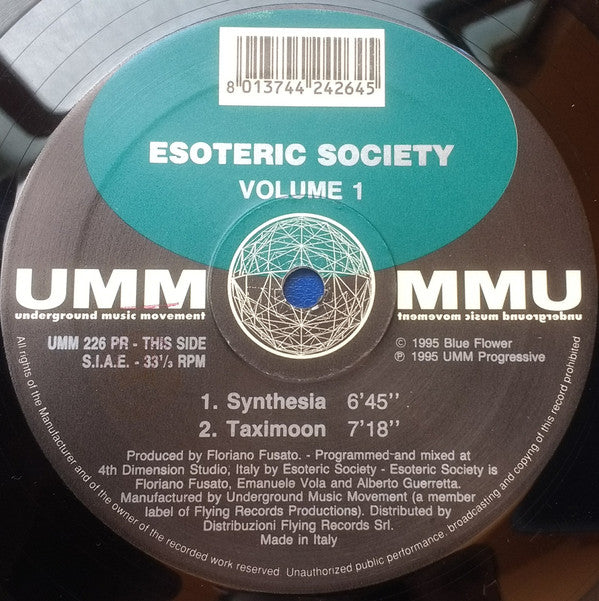 8 013744 242645
ESOTERIC SOCIETY
VOLUME 1
UMM
underground music movement
UMM
underground music movement
UMM 226 PR - THIS SIDE
S.I.A.E. - 33⅓ RPM
© 1995 Blue Flower
℗ 1995 UMM Progressive
1. Synthesia 6'45''
2. Taximoon 7'18''
Produced by Floriano Fusato. - Programmed and mixed at
4th Dimension Studio, Italy by Esoteric Society - Esoteric Society is
Floriano Fusato, Emanuele Vola and Alberto Guerretta.
Manufactured by Underground Music Movement (a member
label of Flying Records Productions). Distributed by
Distribuzioni Flying Records Srl.
Made in Italy
All rights of the Manufacturer and of the owner of the recorded work reserved. Unauthorized public performance, broadcasting and copyng of this record prohibited